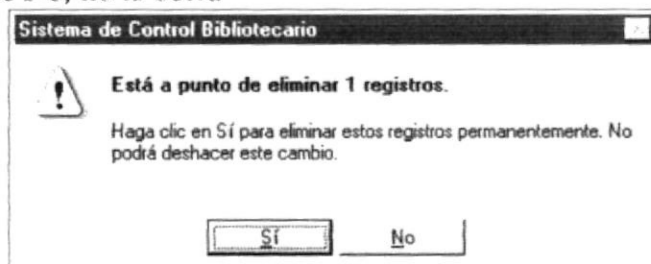 Sistema de Control Bibliotecario
Está a punto de eliminar 1 registros.
Haga clic en Sí para eliminar estos registros permanentemente. No
podrá deshacer este cambio.
Sí No